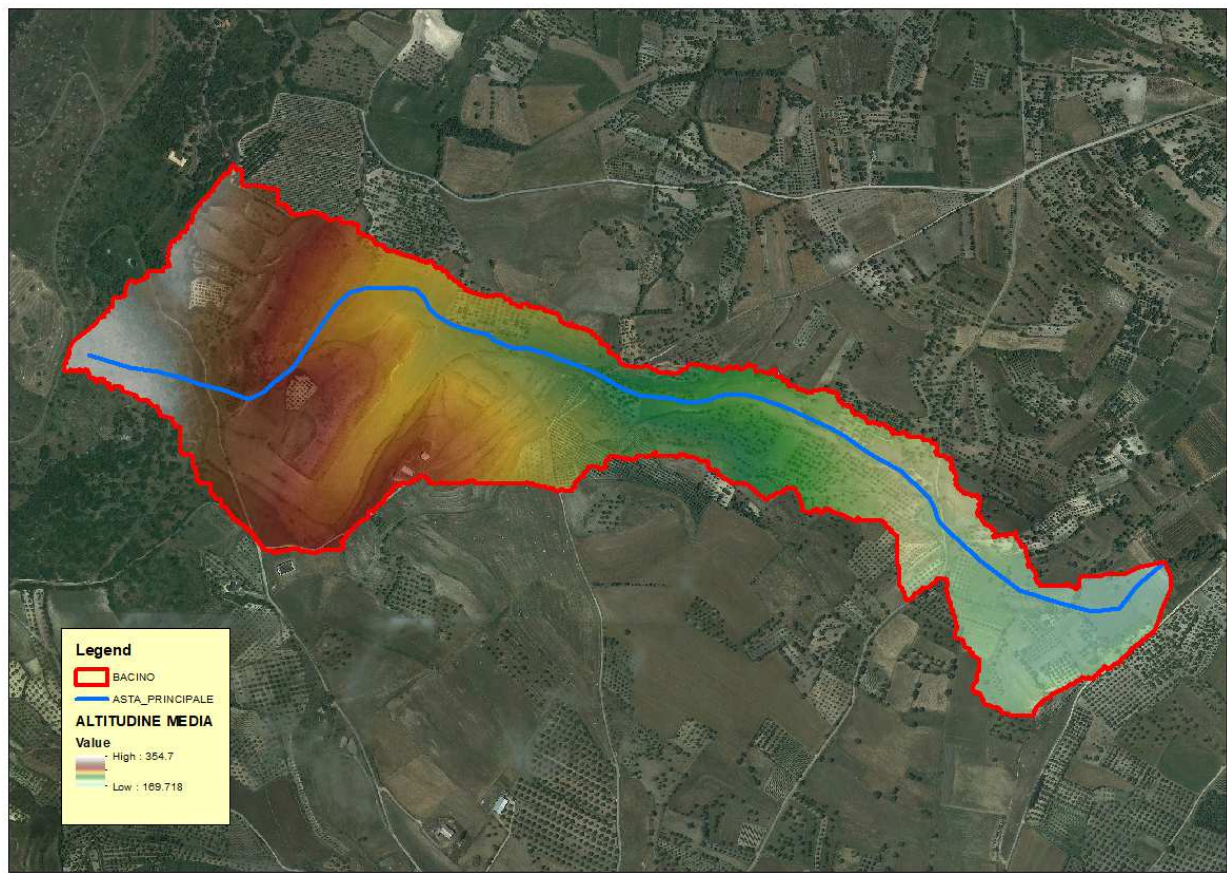 Legend
BACINO
ASTA_PRINCIPALE
ALTITUDINE MEDIA
Value
High : 354.7
Low : 169.718